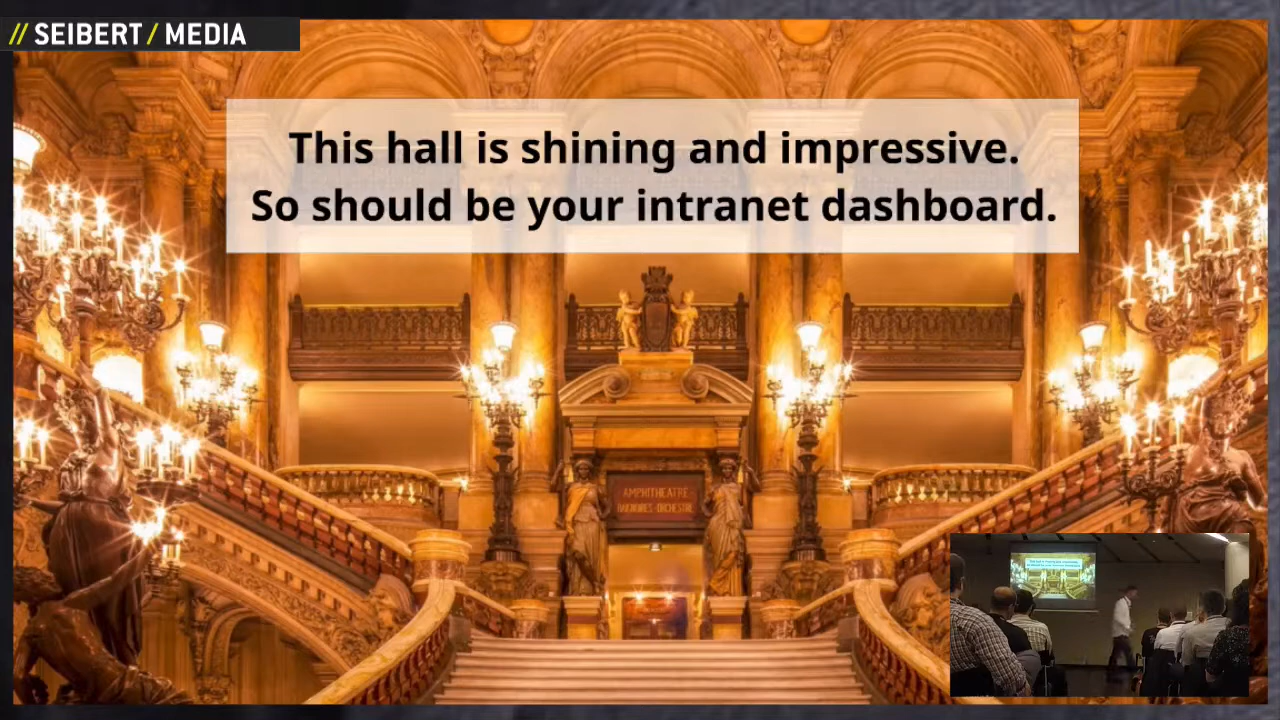 // SEIBERT / MEDIA
This hall is shining and impressive.
So should be your intranet dashboard.
AMPHITHEATRE
BAIGNOIRES-ORCHESTRE